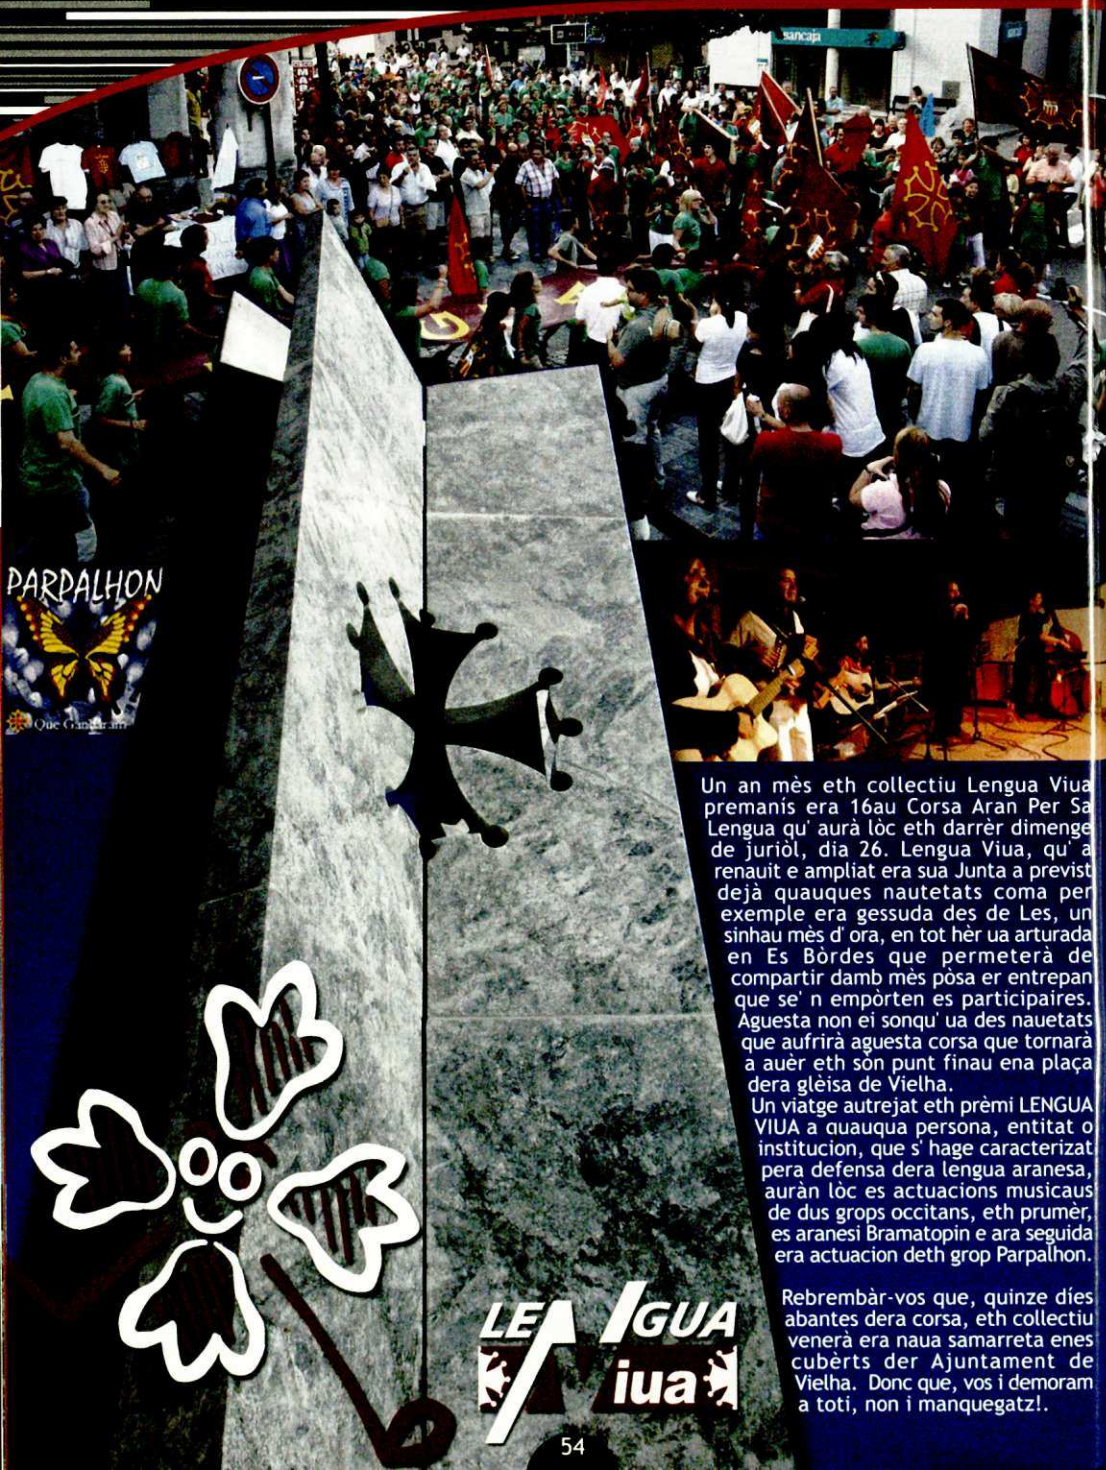 sancaja
PARPALHON
Que Gardaram
Un an mès eth collectiu Lengua Viua
premanís era 16au Corsa Aran Per Sa
Lengua qu' aurà lòc eth darrèr dimenge
de juriòl, dia 26. Lengua Viua, qu' a
renauit e ampliat era sua Junta a previst
dejà quauques nautetats coma per
exemple era gessuda des de Les, un
sinhau mès d' ora, en tot hèr ua arturada
en Es Bòrdes que permeterà de
compartir damb mès pòsa er entrepan
que se' n empòrten es participaires.
Aguesta non ei sonqu' ua des nauetats
que aufrirà aguesta corsa que tornarà
a auèr eth sòn punt finau ena plaça
dera glèisa de Vielha.
Un viatge autrejat eth prèmi LENGUA
VIUA a quauqua persona, entitat o
institucion, que s' hage caracterizat
pera defensa dera lengua aranesa,
auràn lòc es actuacions musicaus
de dus grops occitans, eth prumèr,
es aranesi Bramatopin e ara seguida
era actuacion deth grop Parpalhon.
Rebrembàr-vos que, quinze díes
abantes dera corsa, eth collectiu
venerà era naua samarreta enes
cubèrts der Ajuntament de
Vielha. Donc que, vos i demoram
a toti, non i manquegatz!.
LENGUA
Viua
54